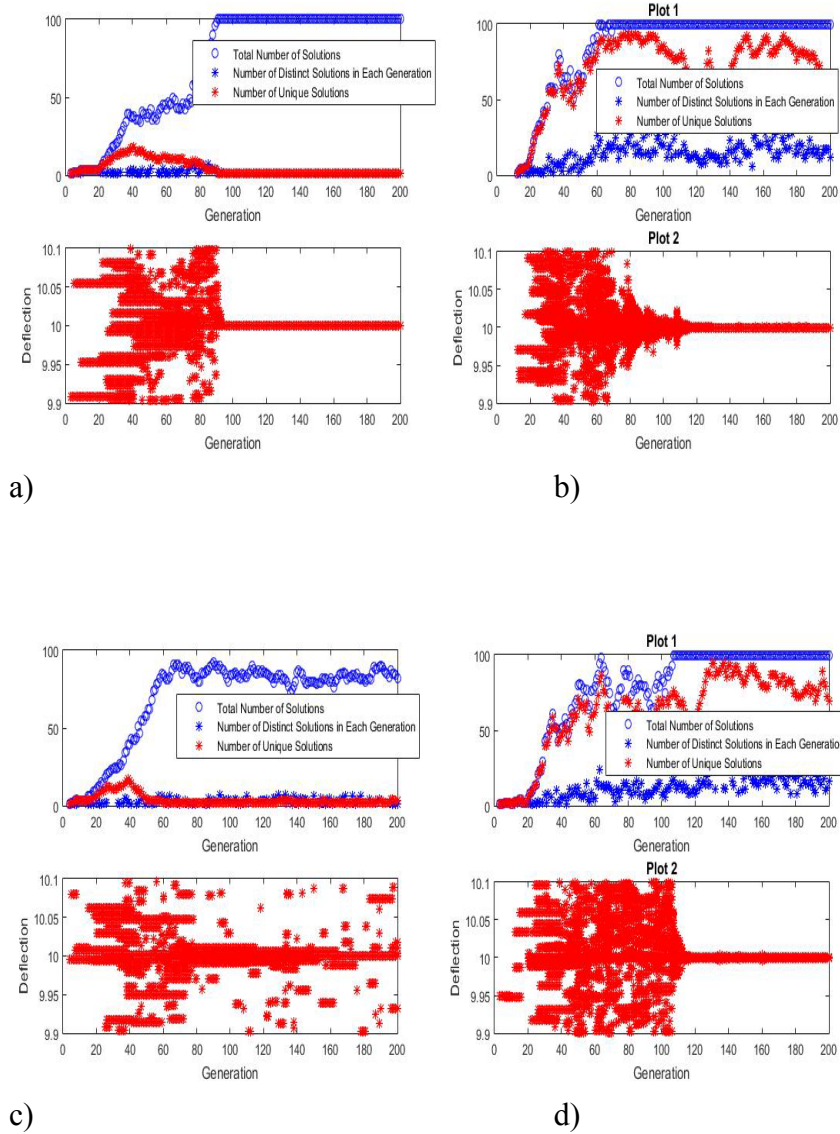 100
50
0
0 20 40 60 80 100 120 140 160 180 200
Total Number of Solutions
Number of Distinct Solutions in Each Generation
Number of Unique Solutions
Generation
10.1
10.05
10
9.95
9.9
Deflection
0 20 40 60 80 100 120 140 160 180 200
Generation
a)
Plot 1
100
50
0
0 20 40 60 80 100 120 140 160 180 200
Total Number of Solutions
Number of Distinct Solutions in Each Generation
Number of Unique Solutions
Generation
Plot 2
10.1
10.05
10
9.95
9.9
Deflection
0 20 40 60 80 100 120 140 160 180 200
Generation
b)
100
50
0
0 20 40 60 80 100 120 140 160 180 200
Total Number of Solutions
Number of Distinct Solutions in Each Generation
Number of Unique Solutions
Generation
10.1
10.05
10
9.95
9.9
Deflection
0 20 40 60 80 100 120 140 160 180 200
Generation
c)
Plot 1
100
50
0
0 20 40 60 80 100 120 140 160 180 200
Total Number of Solutions
Number of Distinct Solutions in Each Generation
Number of Unique Solutions
Generation
Plot 2
10.1
10.05
10
9.95
9.9
Deflection
0 20 40 60 80 100 120 140 160 180 200
Generation
d)